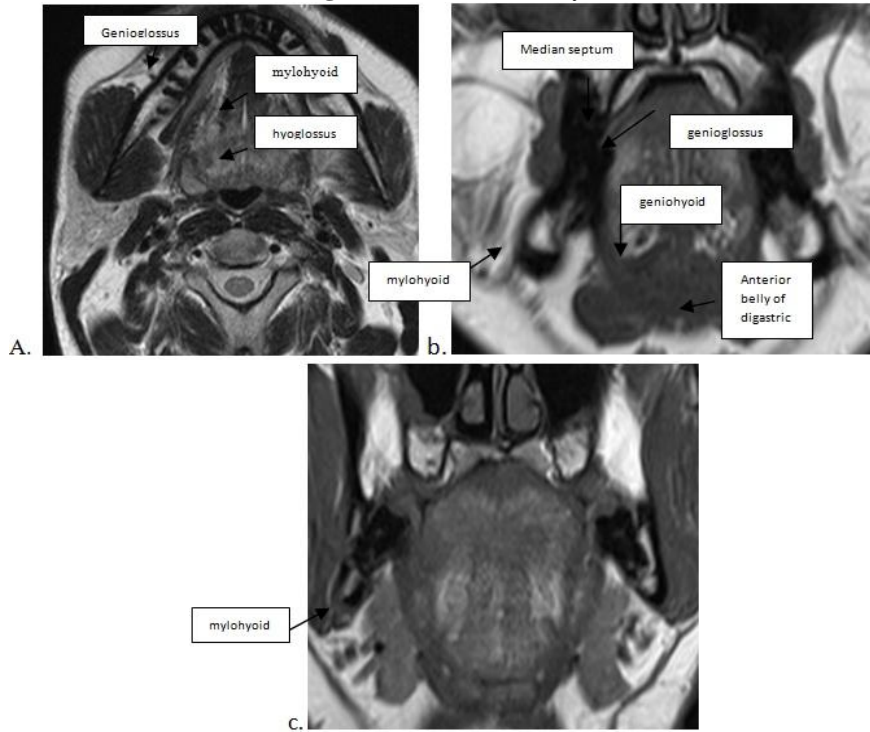 Genioglossus
mylohyoid
hyoglossus
A.
Median septum
genioglossus
geniohyoid
mylohyoid
Anterior
belly of
digastric
b.
mylohyoid
c.